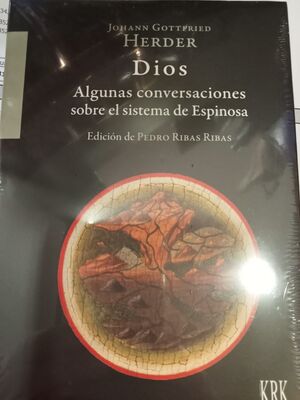 JOHANN GOTTFRIED
HERDER
Dios
Algunas conversaciones
sobre el sistema de Espinosa
Edición de PEDRO RIBAS RIBAS
KRK